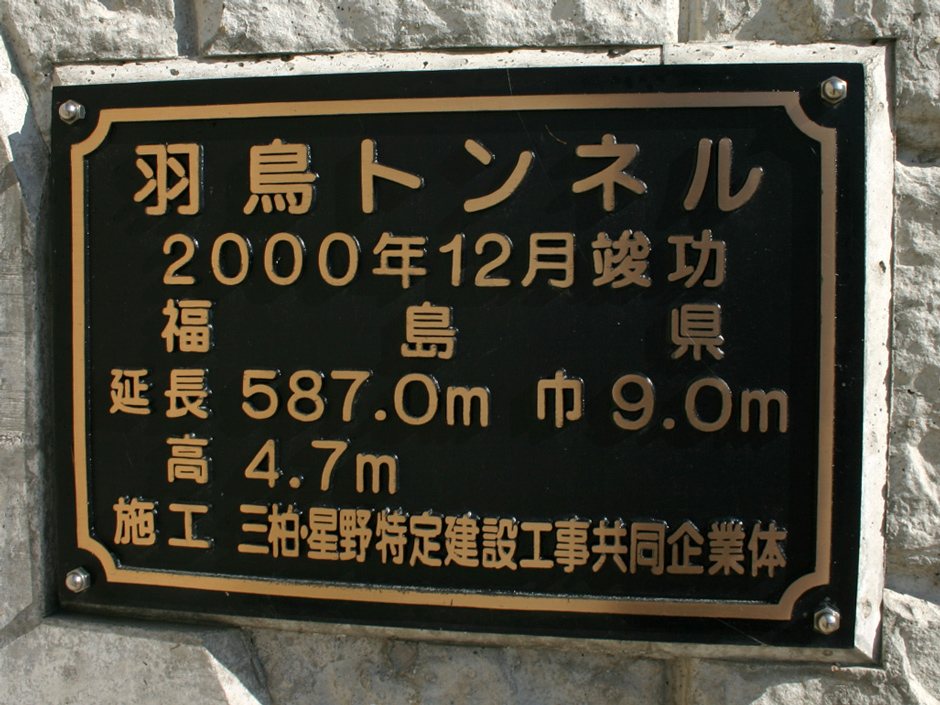 羽鳥トンネル
2000年12月竣功
福島県
延長 587.0m 巾 9.0m
高 4.7m
施工 三柏・星野特定建設工事共同企業体